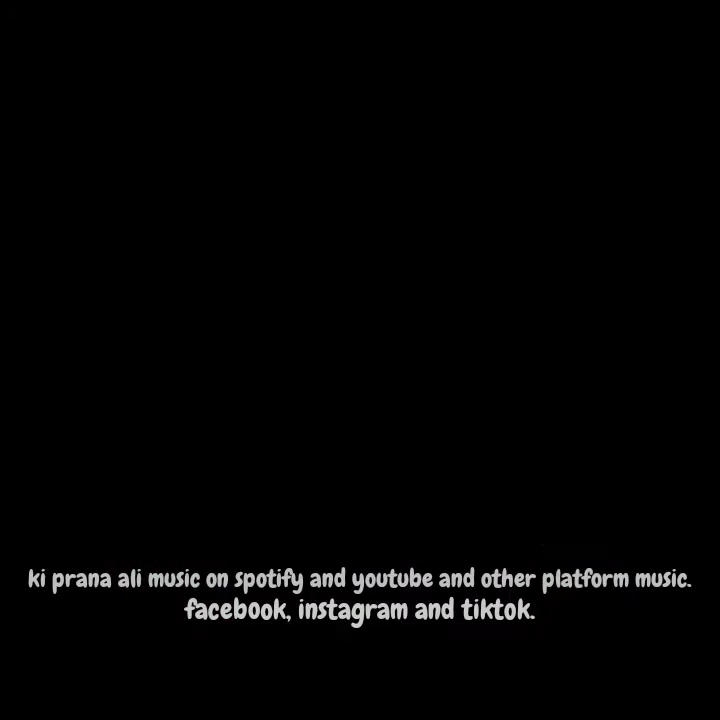 ki prana ali music on spotify and youtube and other platform music.
facebook, instagram and tiktok.